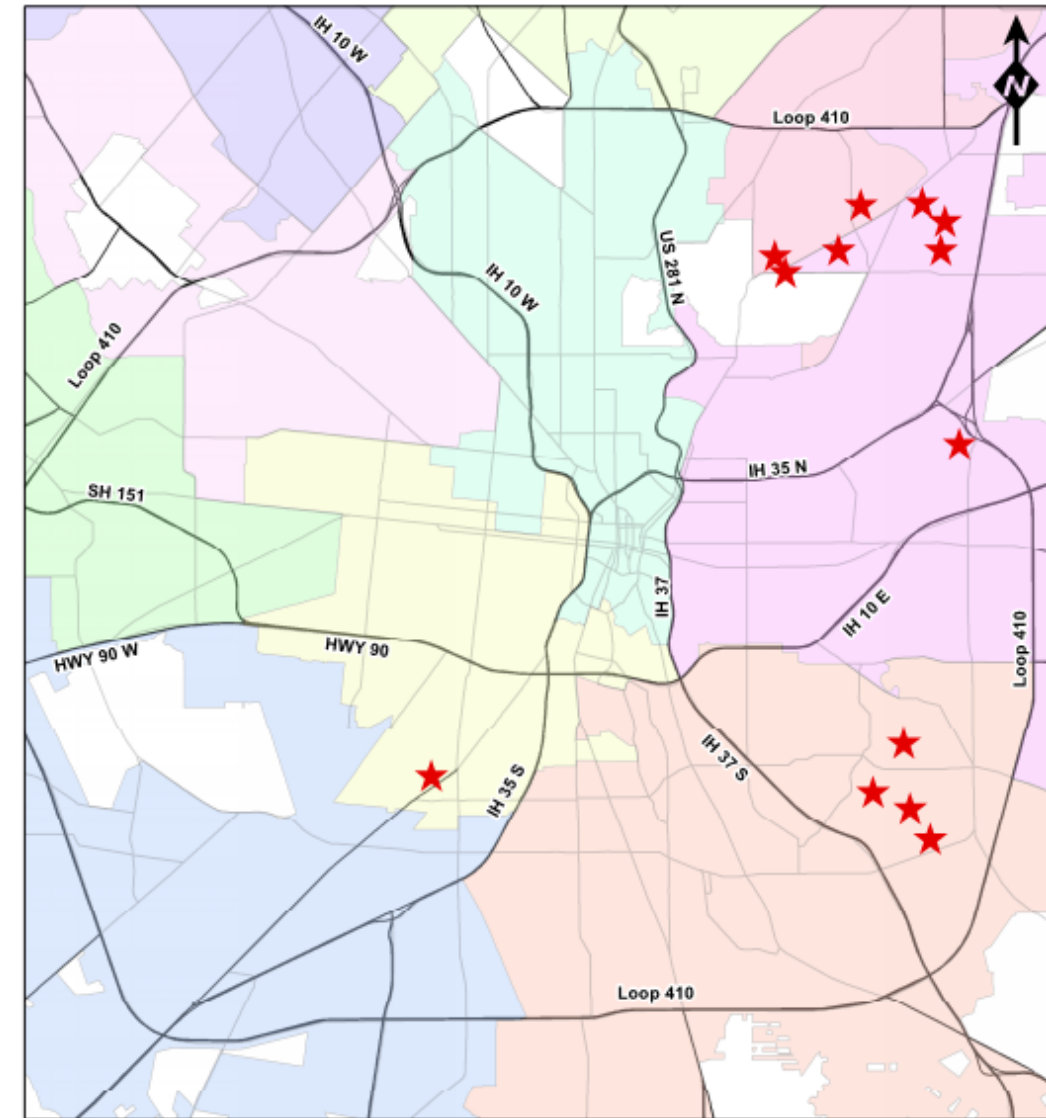 IH 10 W
N
Loop 410
US 281 N
IH 10 W
Loop 410
IH 35 N
SH 151
IH 37
IH 10 E
HWY 90
HWY 90 W
Loop 410
IH 37 S
IH 35 S
Loop 410